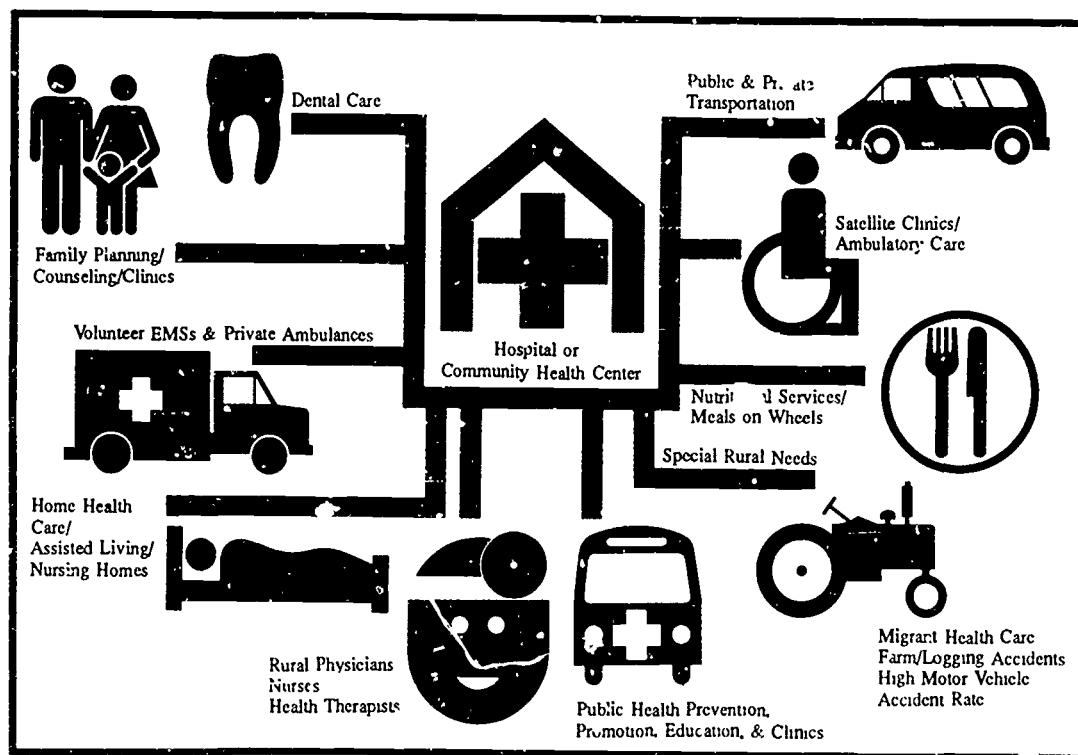 Dental Care
Public &
Transportation
Family Planning/
Counseling/Clinics
Satellite Clinics/
Ambulatory Care
Volunteer EMSs & Private Ambulances
Hospital or
Community Health Center
Services/
Meals on Wheels
Special Rural Needs
Home Health
Care/
Assisted Living/
Nursing Homes
Rural Physicians
Nurses
Health Therapists
Public Health Prevention,
Promotion, Education, & Clinics
Migrant Health Care
Farm/Logging Accidents
High Motor Vehicle
Accident Rate